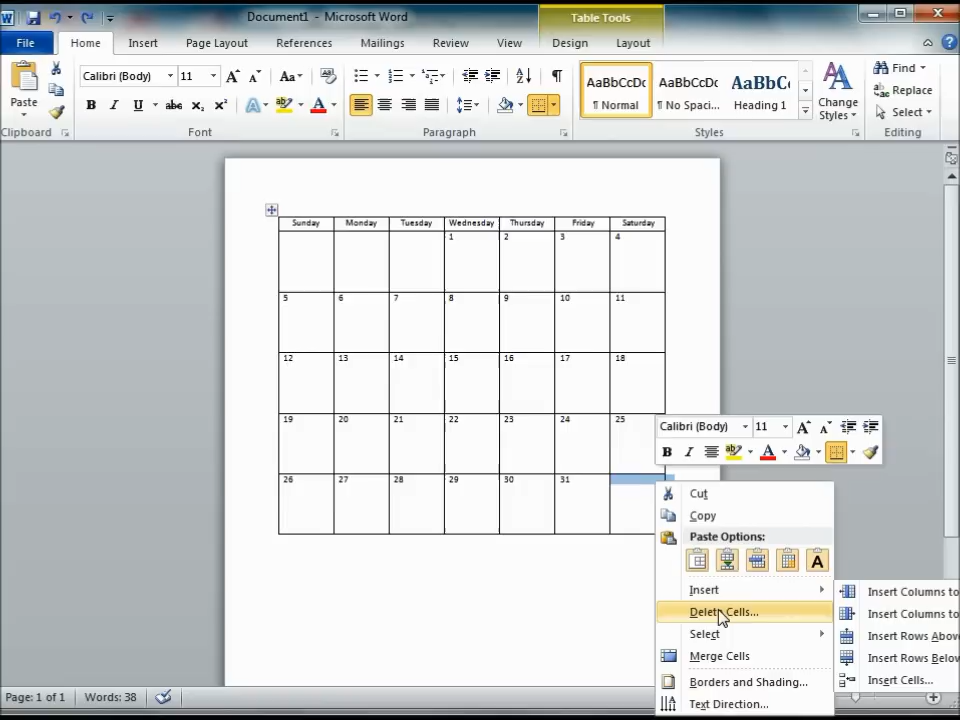 W Document1 - Microsoft Word Table Tools
File Home Insert Page Layout References Mailings Review View Design Layout
Calibri (Body) 11 A A Aa
Paste B I U abc X₂ X² A ab A
AaBbCcDc AaBbCcDc AaBbC
¶ Normal ¶ No Spaci... Heading 1
Change
Styles
Find
Replace
Select
Clipboard Font Paragraph Styles Editing
Sunday Monday Tuesday Wednesday Thursday Friday Saturday
1 2 3 4
5 6 7 8 9 10 11
12 13 14 15 16 17 18
19 20 21 22 23 24 25
26 27 28 29 30 31
Calibri (Body) 11 A A
B I ab A
Cut
Copy
Paste Options:
A
Insert
Delete Cells...
Select
Merge Cells
Borders and Shading...
Text Direction...
Insert Columns to
Insert Columns to
Insert Rows Above
Insert Rows Below
Insert Cells...
Page: 1 of 1 Words: 38